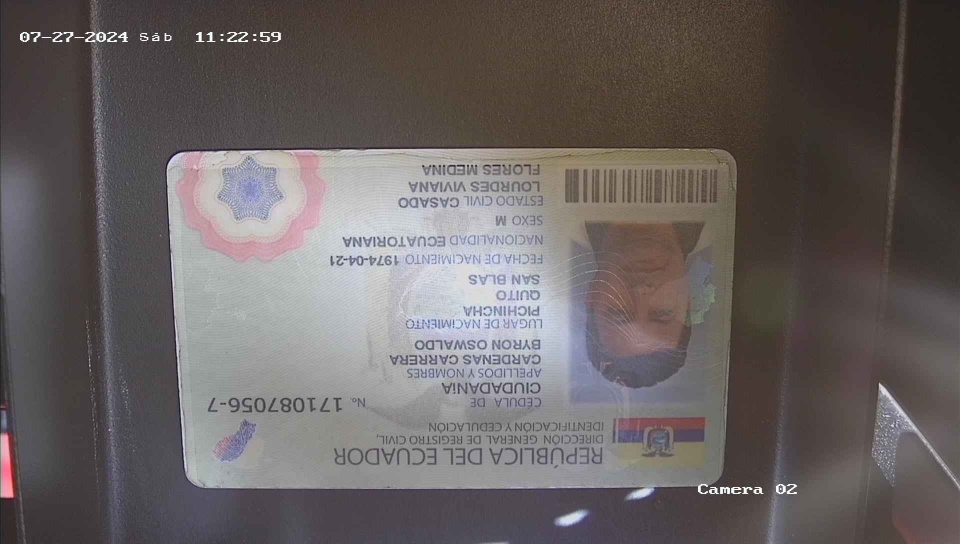 07-27-2024 Sáb 11:22:59
REPÚBLICA DEL ECUADOR
DIRECCIÓN GENERAL DE REGISTRO CIVIL,
IDENTIFICACIÓN Y CEDULACIÓN
CÉDULA DE
CIUDADANÍA
No. 171087056-7
APELLIDOS Y NOMBRES
CARDENAS CARRERA
BYRON OSWALDO
LUGAR DE NACIMIENTO
PICHINCHA
QUITO
SAN BLAS
FECHA DE NACIMIENTO 1974-04-21
NACIONALIDAD ECUATORIANA
SEXO M
ESTADO CIVIL CASADO
LOURDES VIVIANA
FLORES MEDINA
Camera 02